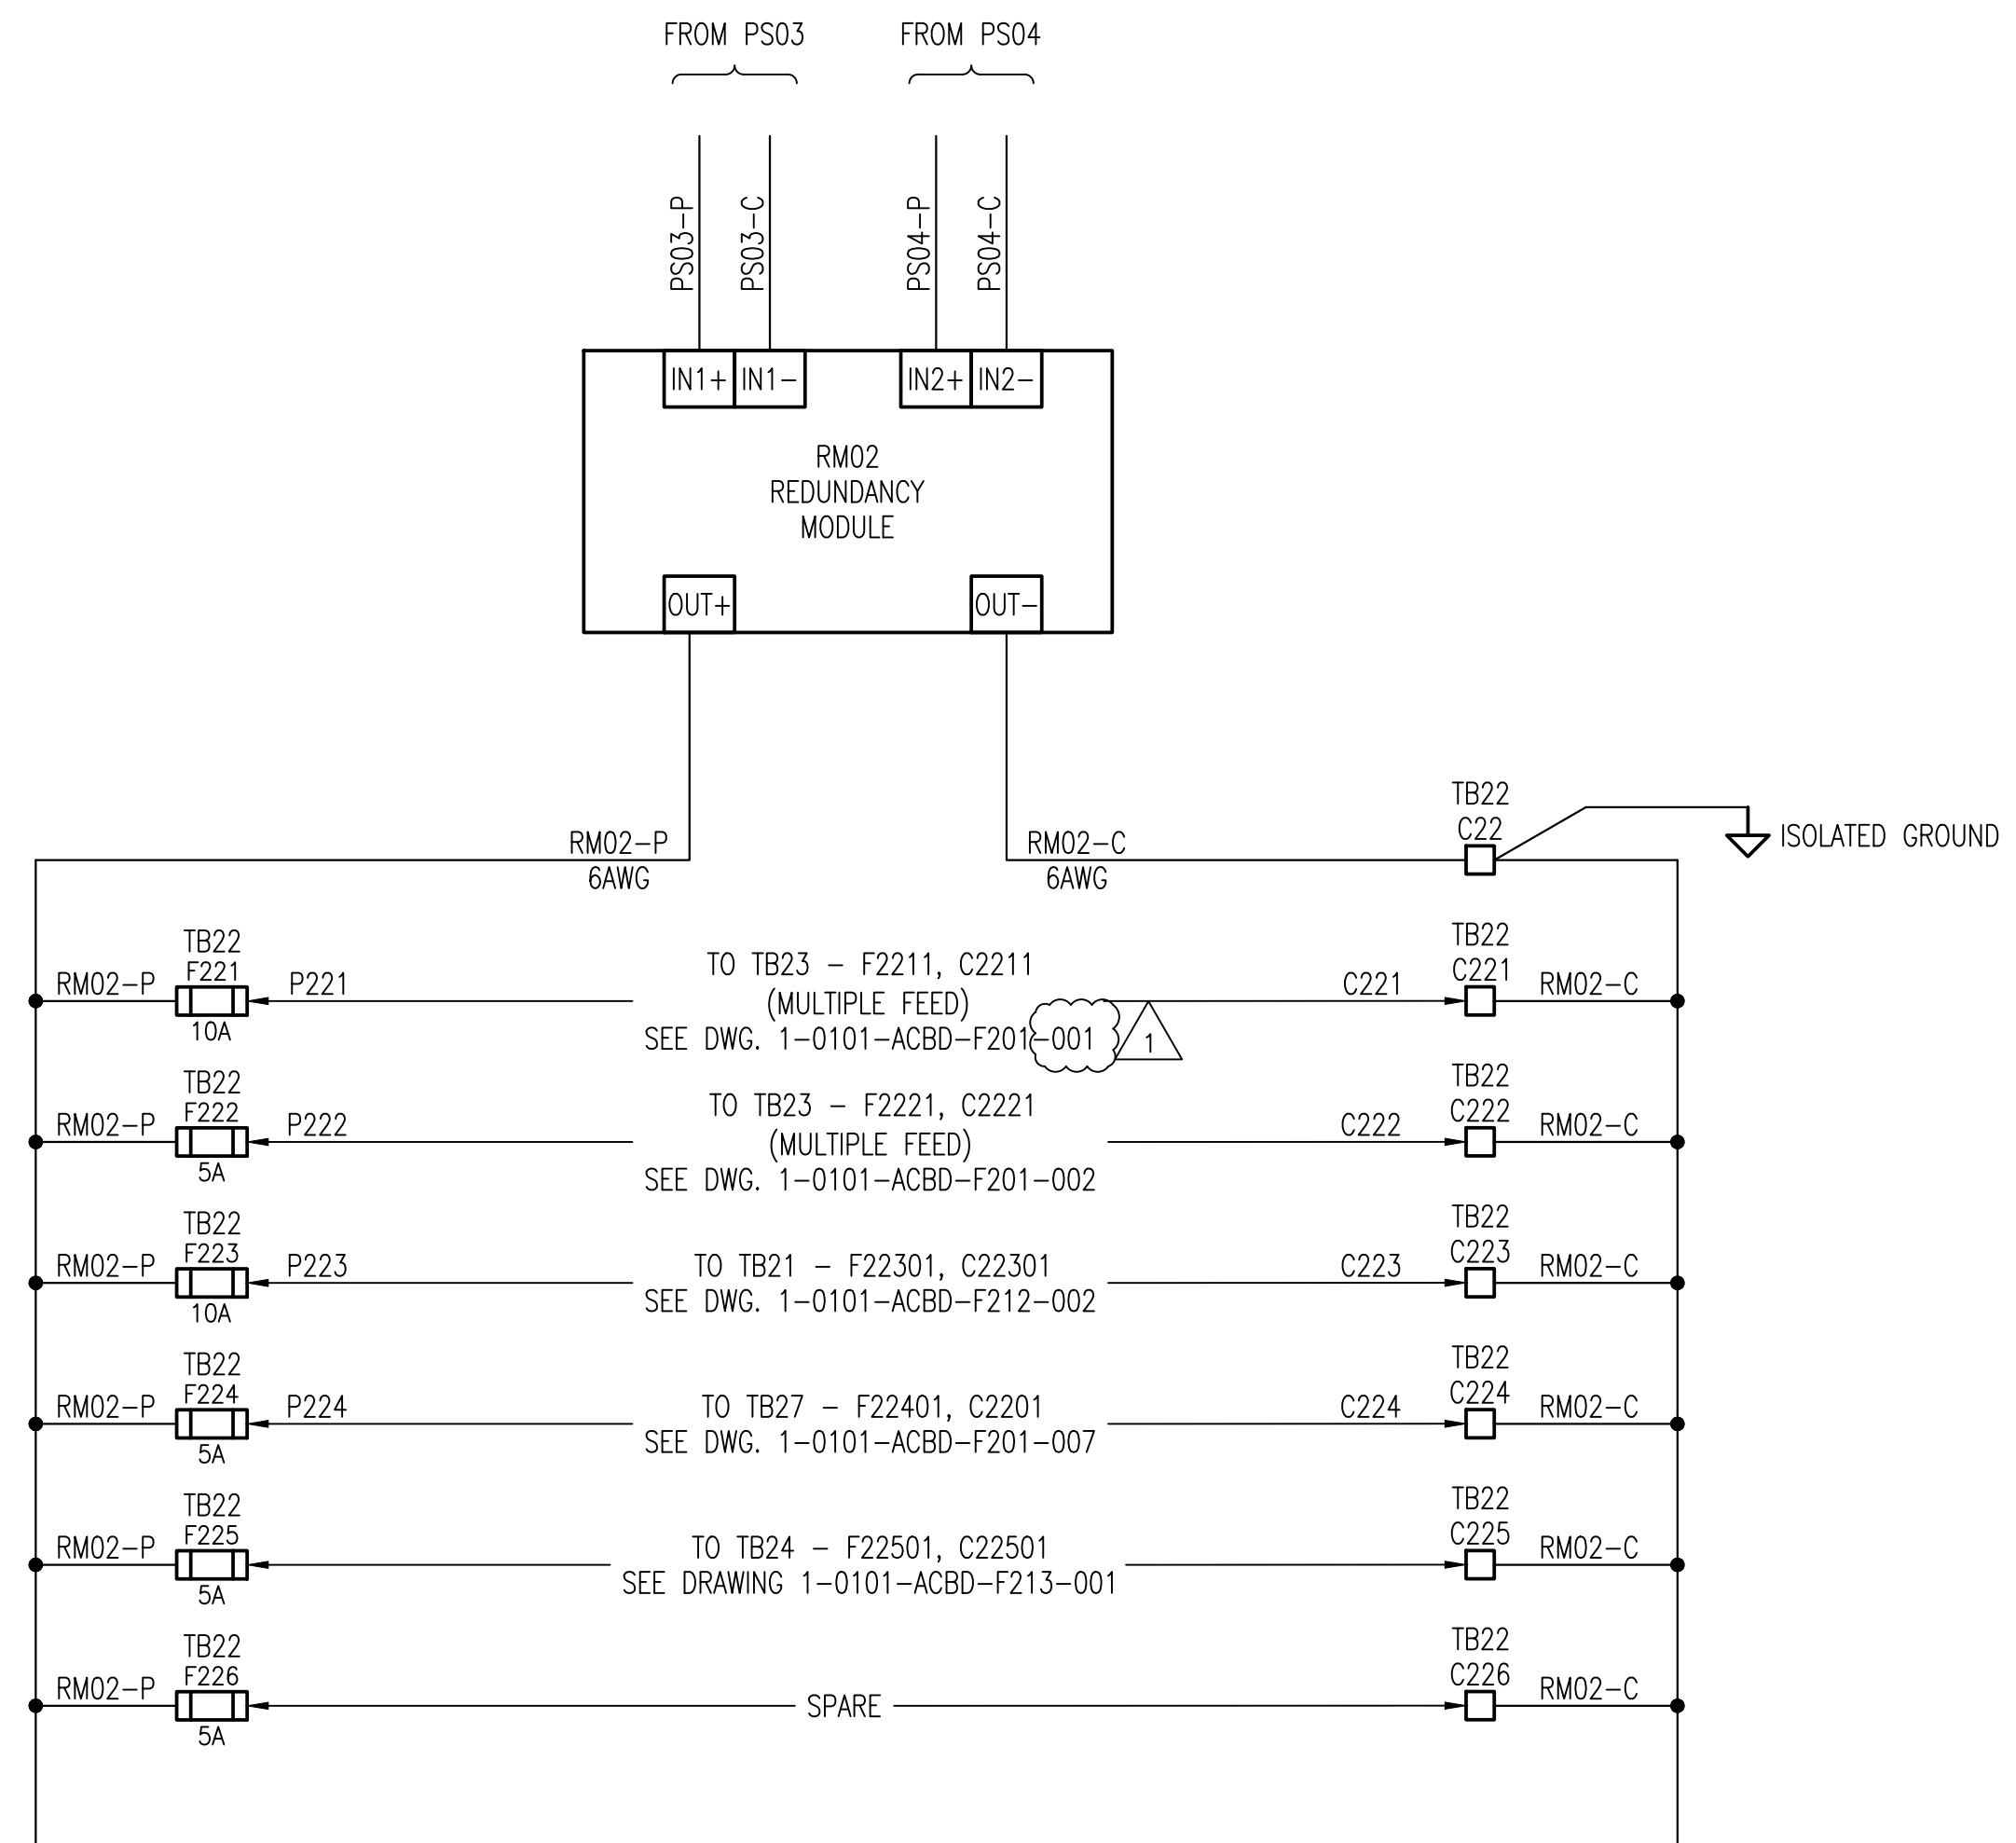 FROM PS03
FROM PS04
PS03-P
PS03-C
PS04-P
PS04-C
IN1+
IN1-
IN2+
IN2-
RM02
REDUNDANCY
MODULE
OUT+
OUT-
RM02-P
6AWG
RM02-C
6AWG
TB22
C22
ISOLATED GROUND
RM02-P
TB22
F221
10A
P221
TO TB23 - F2211, C2211
(MULTIPLE FEED)
SEE DWG. 1-0101-ACBD-F201-001
1
C221
TB22
C221
RM02-C
RM02-P
TB22
F222
5A
P222
TO TB23 - F2221, C2221
(MULTIPLE FEED)
SEE DWG. 1-0101-ACBD-F201-002
C222
TB22
C222
RM02-C
RM02-P
TB22
F223
10A
P223
TO TB21 - F22301, C22301
SEE DWG. 1-0101-ACBD-F212-002
C223
TB22
C223
RM02-C
RM02-P
TB22
F224
5A
P224
TO TB27 - F22401, C2201
SEE DWG. 1-0101-ACBD-F201-007
C224
TB22
C224
RM02-C
RM02-P
TB22
F225
5A
TO TB24 - F22501, C22501
SEE DRAWING 1-0101-ACBD-F213-001
TB22
C225
RM02-C
RM02-P
TB22
F226
5A
SPARE
TB22
C226
RM02-C